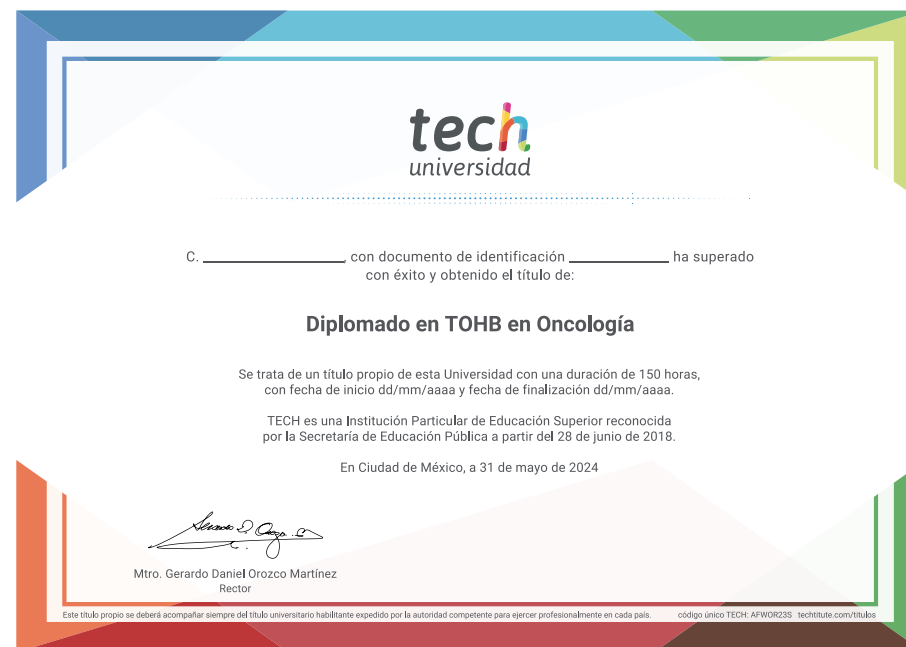 tech
universidad
C. ____________________, con documento de identificación ______________ ha superado
con éxito y obtenido el título de:
Diplomado en TOHB en Oncología
Se trata de un título propio de esta Universidad con una duración de 150 horas,
con fecha de inicio dd/mm/aaaa y fecha de finalización dd/mm/aaaa.
TECH es una Institución Particular de Educación Superior reconocida
por la Secretaría de Educación Pública a partir del 28 de junio de 2018.
En Ciudad de México, a 31 de mayo de 2024
Mtro. Gerardo Daniel Orozco Martínez
Rector
Este título propio se deberá acompañar siempre del título universitario habilitante expedido por la autoridad competente para ejercer profesionalmente en cada país. código único TECH: AFWOR23S techtitute.com/titulos